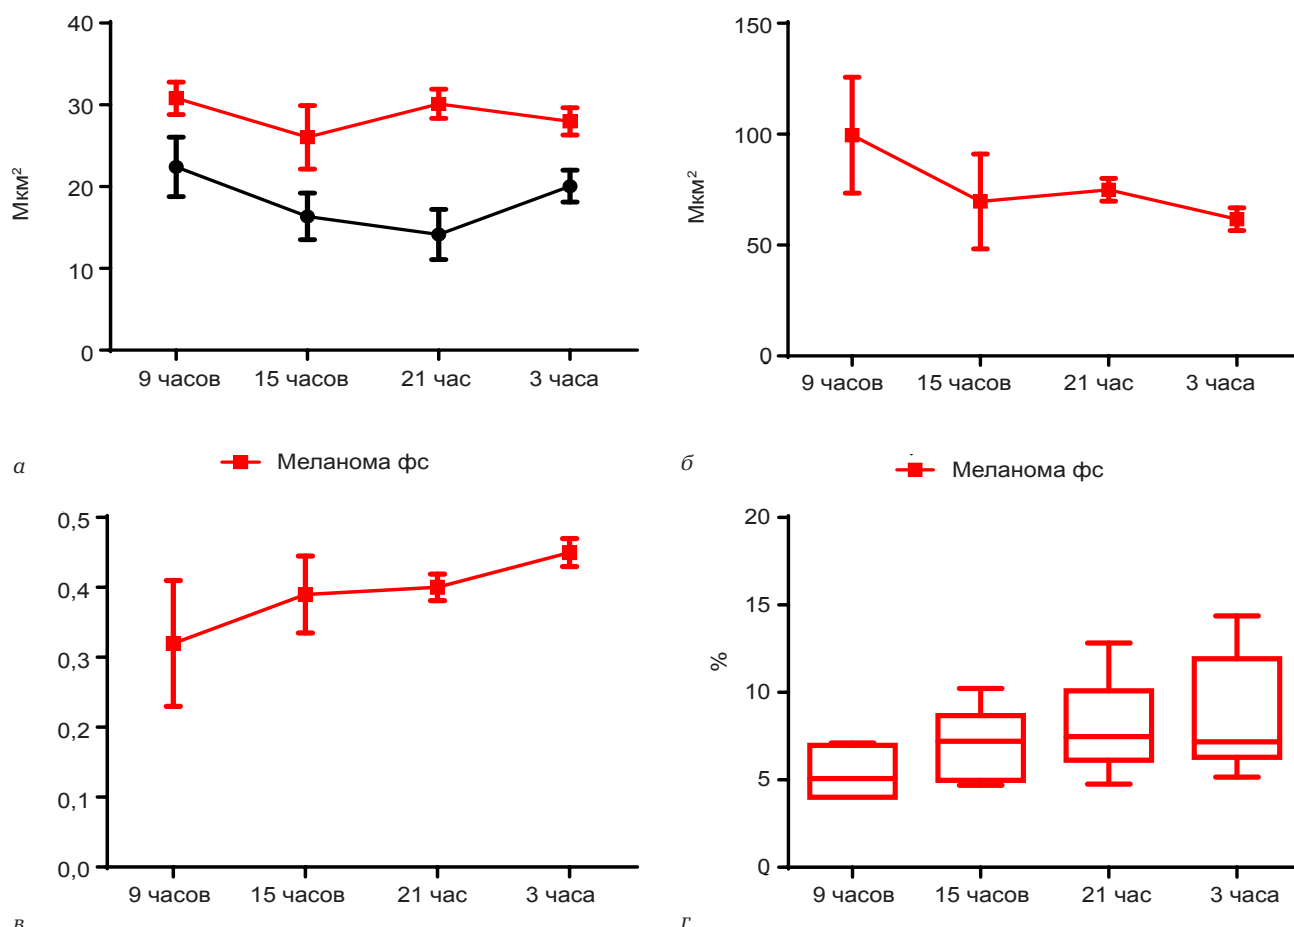 40
30
20
10
0
Мкм²
9 часов 15 часов 21 час 3 часа
а
Меланома фс
150
100
50
0
Мкм²
9 часов 15 часов 21 час 3 часа
б
Меланома фс
0,5
0,4
0,3
0,2
0,1
0,0
9 часов 15 часов 21 час 3 часа
в
20
15
10
5
0
%
9 часов 15 часов 21 час 3 часа
г